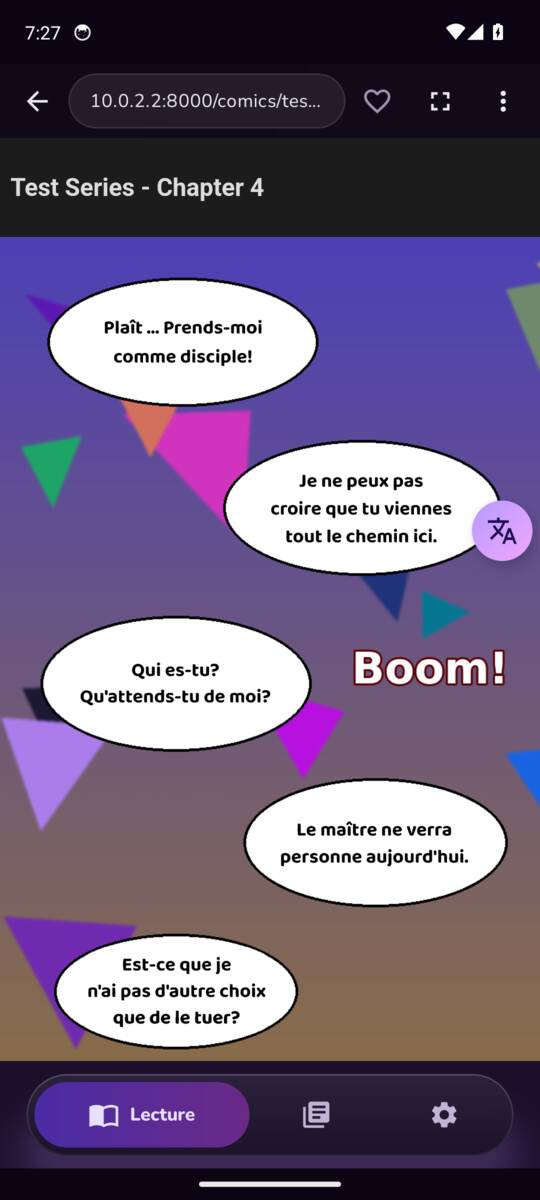 7:27
10.0.2.2:8000/comics/tes...
Test Series - Chapter 4
Plaît ... Prends-moi
comme disciple!
Je ne peux pas
croire que tu viennes
tout le chemin ici.
Qui es-tu?
Qu'attends-tu de moi?
Boom!
Le maître ne verra
personne aujourd'hui.
Est-ce que je
n'ai pas d'autre choix
que de le tuer?
Lecture